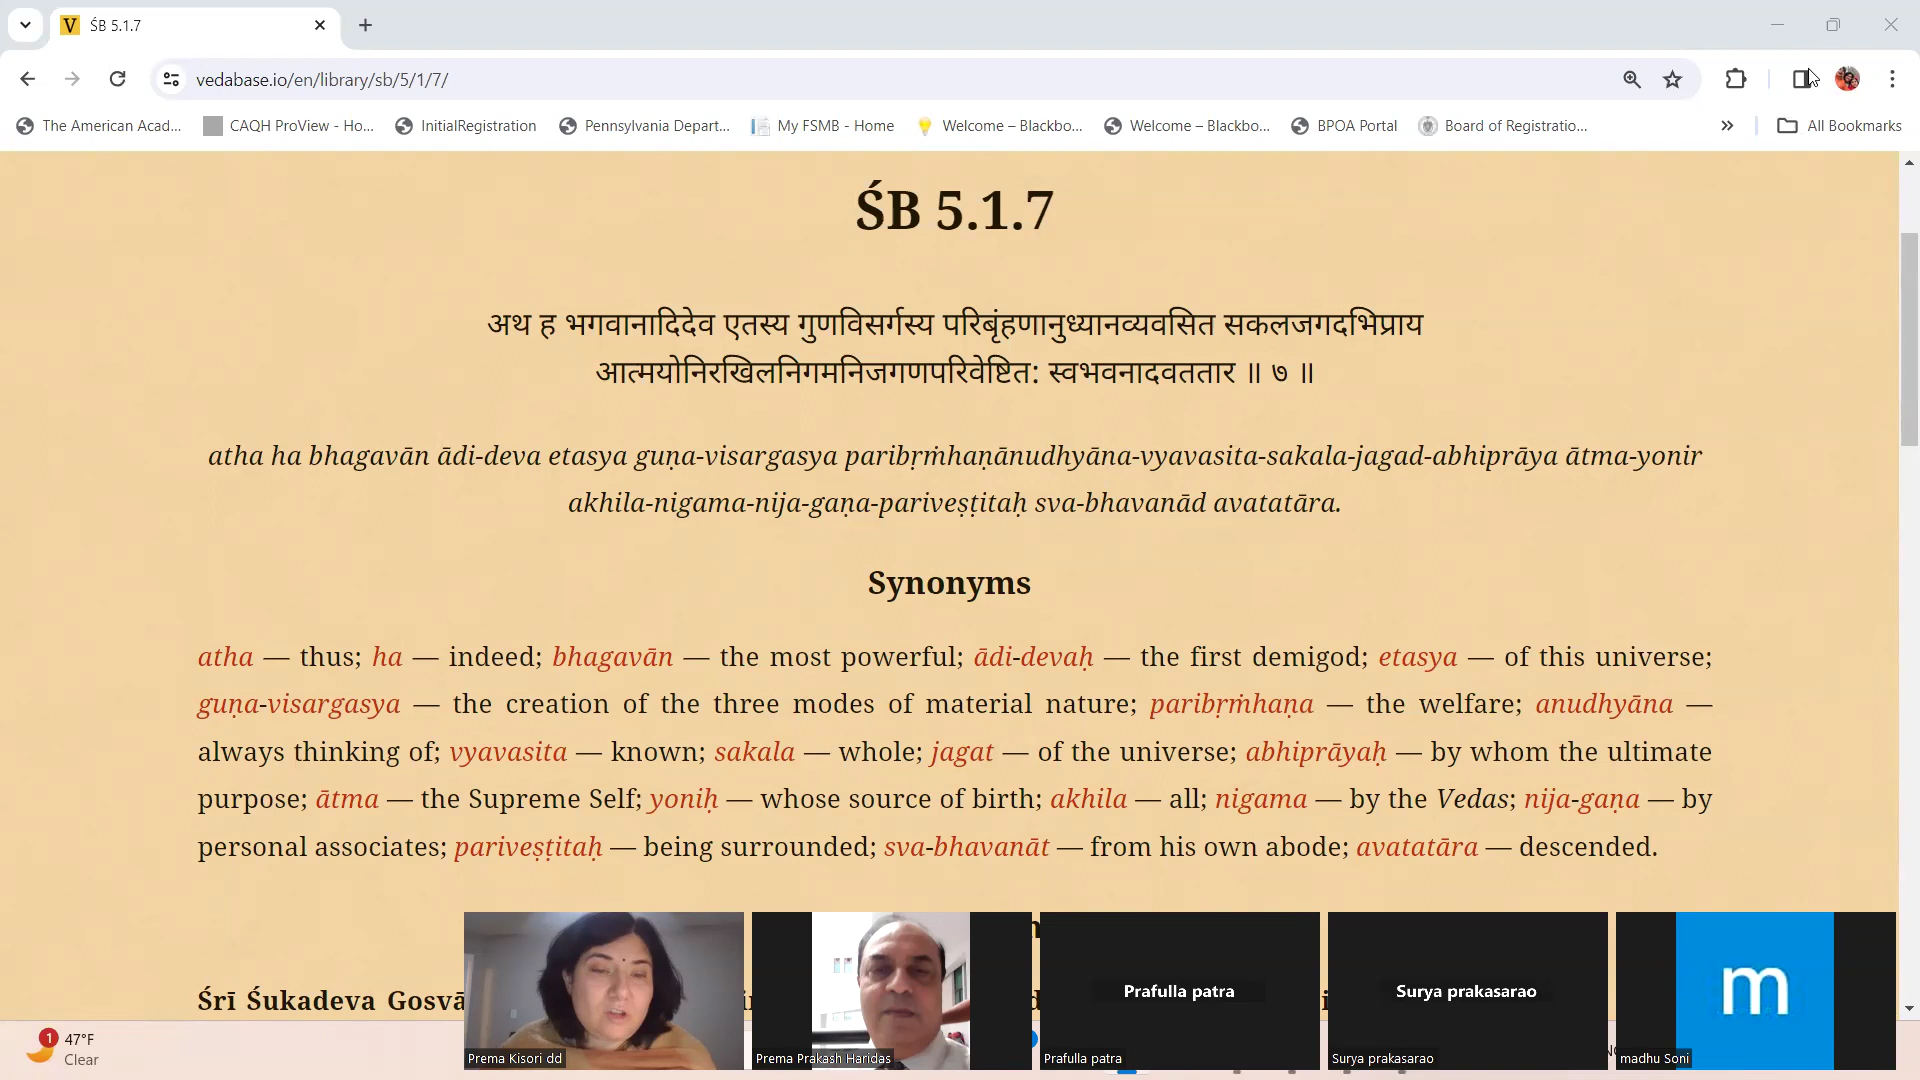 ŚB 5.1.7
vedabase.io/en/library/sb/5/1/7/
The American Acad...
CAQH ProView - Ho...
InitialRegistration
Pennsylvania Depart...
My FSMB - Home
Welcome – Blackbo...
Welcome – Blackbo...
BPOA Portal
Board of Registratio...
All Bookmarks
ŚB 5.1.7
अथ ह भगवानादिदेव एतस्य गुणविसर्गस्य परिबृंहणानुध्यानव्यवसित सकलजगदभिप्राय
आत्मयोनिरखिलनिगमनिजगणपरिवेष्टित: स्वभवनादवततार ॥ ७ ॥
atha ha bhagavān ādi-deva etasya guṇa-visargasya paribṛṁhaṇānudhyāna-vyavasita-sakala-jagad-abhiprāya ātma-yonir
akhila-nigama-nija-gaṇa-pariveṣṭitaḥ sva-bhavanād avatatāra.
Synonyms
atha — thus; ha — indeed; bhagavān — the most powerful; ādi-devaḥ — the first demigod; etasya — of this universe;
guṇa-visargasya — the creation of the three modes of material nature; paribṛṁhaṇa — the welfare; anudhyāna —
always thinking of; vyavasita — known; sakala — whole; jagat — of the universe; abhiprāyaḥ — by whom the ultimate
purpose; ātma — the Supreme Self; yoniḥ — whose source of birth; akhila — all; nigama — by the Vedas; nija-gaṇa — by
personal associates; pariveṣṭitaḥ — being surrounded; sva-bhavanāt — from his own abode; avatatāra — descended.
Śrī Śukadeva
Prafulla patra
Surya prakasarao
m
Prema Kisori dd
Prema Prakash Haridas
Prafulla patra
Surya prakasarao
madhu Soni
1
47°F
Clear